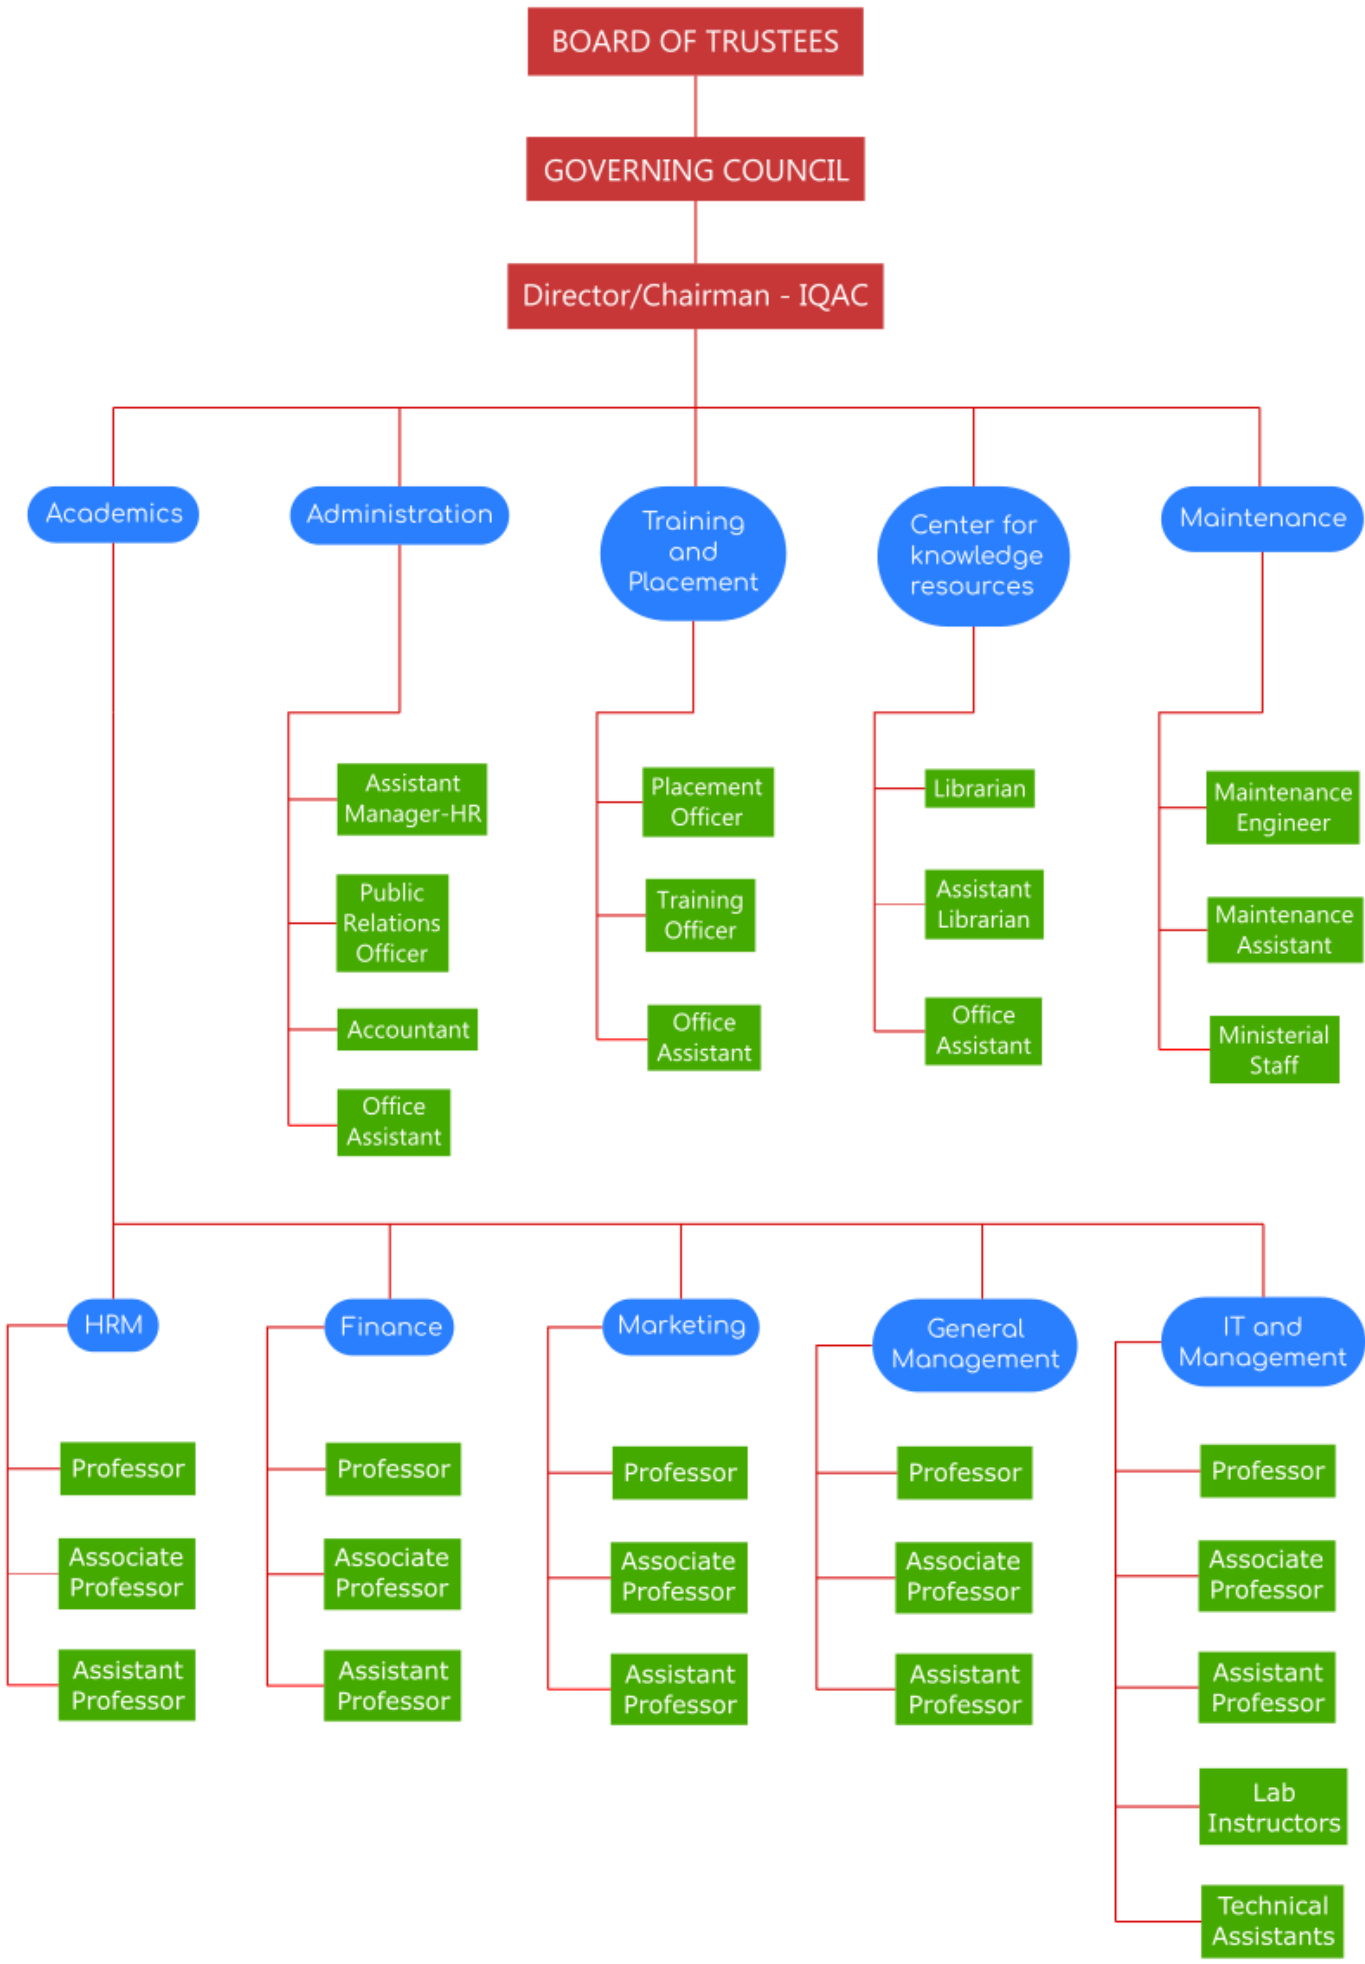 BOARD OF TRUSTEES
GOVERNING COUNCIL
Director/Chairman - IQAC
Academics
Administration
Training
and
Placement
Center for
knowledge
resources
Maintenance
Assistant
Manager-HR
Public
Relations
Officer
Accountant
Office
Assistant
Placement
Officer
Training
Officer
Office
Assistant
Librarian
Assistant
Librarian
Office
Assistant
Maintenance
Engineer
Maintenance
Assistant
Ministerial
Staff
HRM
Professor
Associate
Professor
Assistant
Professor
Finance
Professor
Associate
Professor
Assistant
Professor
Marketing
Professor
Associate
Professor
Assistant
Professor
General
Management
Professor
Associate
Professor
Assistant
Professor
IT and
Management
Professor
Associate
Professor
Assistant
Professor
Lab
Instructors
Technical
Assistants